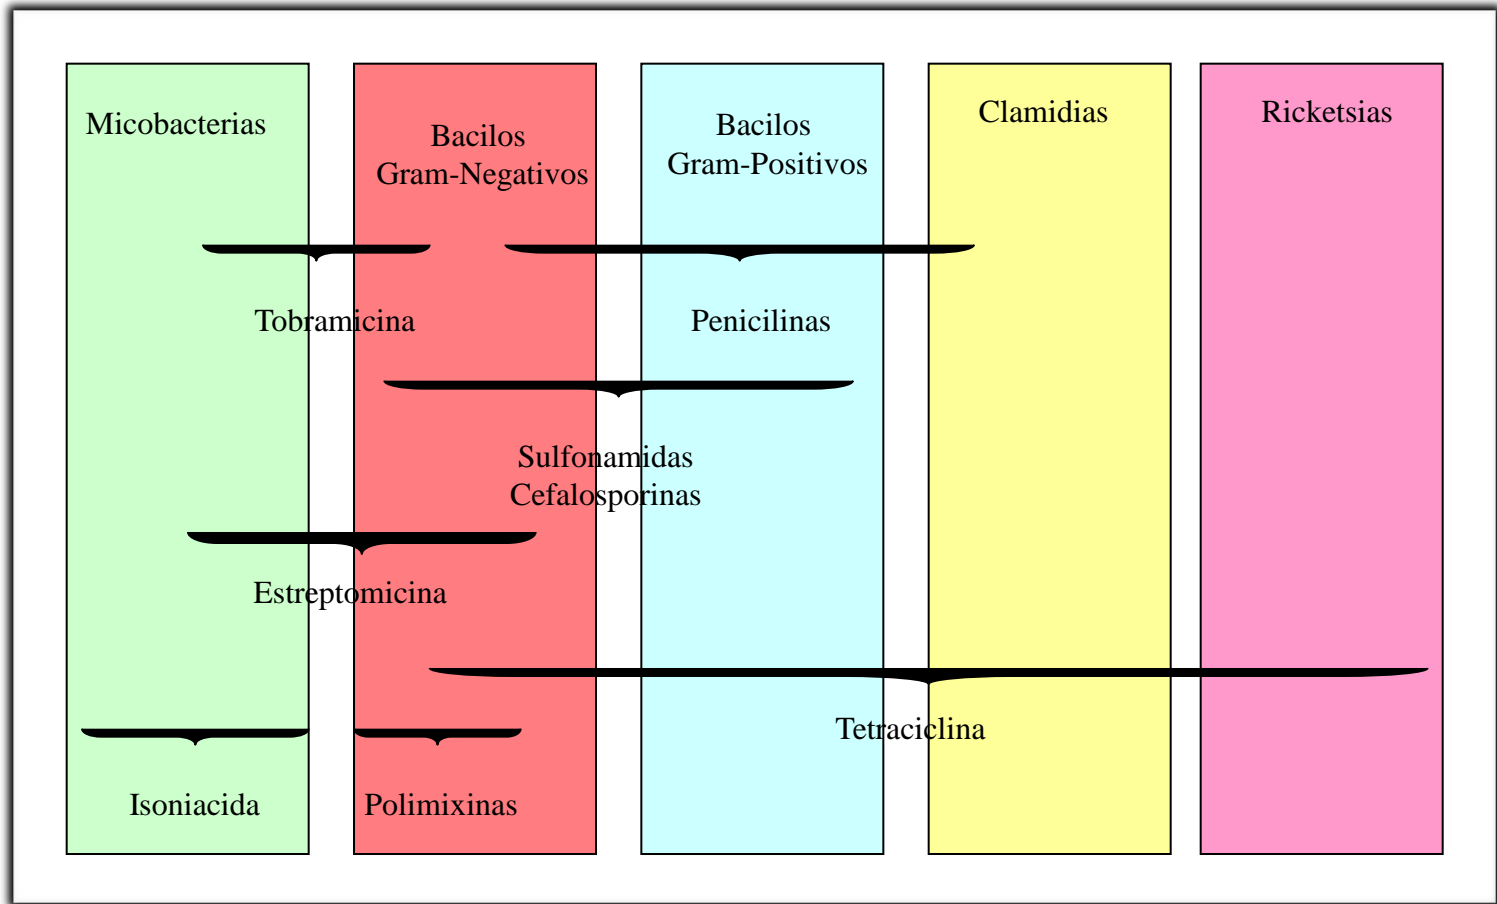 Micobacterias
Bacilos
Gram-Negativos
Bacilos
Gram-Positivos
Clamidias
Ricketsias
Tobramicina
Penicilinas
Sulfonamidas
Cefalosporinas
Estreptomicina
Tetraciclina
Isoniacida
Polimixinas